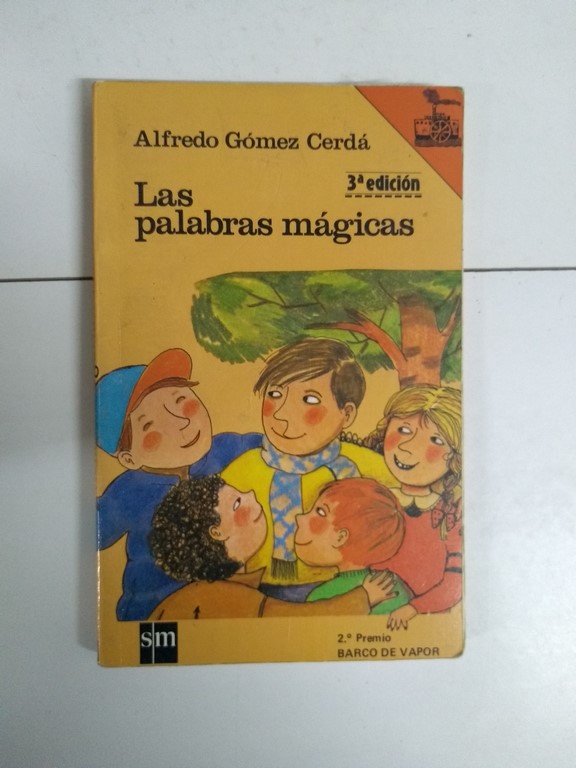 Alfredo Gómez Cerdá
3ª edición
Las
palabras mágicas
sm
2.º Premio
BARCO DE VAPOR